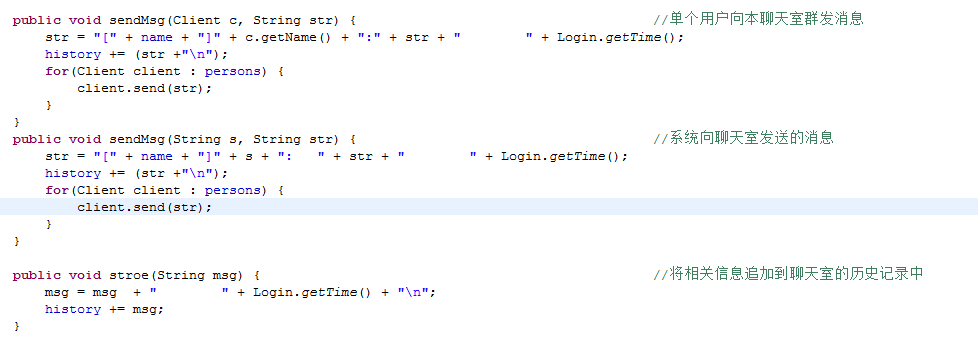 public void sendMsg(Client c, String str) {                                     //单个用户向本聊天室群发消息
    str = "[" + name + "]" + c.getName() + ":" + str + "        " + Login.getTime();
    history += (str +"\n");
    for(Client client : persons) {
        client.send(str);
    }
}
public void sendMsg(String s, String str) {                                     //系统向聊天室发送的消息
    str = "[" + name + "]" + s + ":   " + str + "        " + Login.getTime();
    history += (str +"\n");
    for(Client client : persons) {
        client.send(str);
    }
}
public void stroe(String msg) {                                                 //将相关信息追加到聊天室的历史记录中
    msg = msg  + "        " + Login.getTime() + "\n";
    history += msg;
}